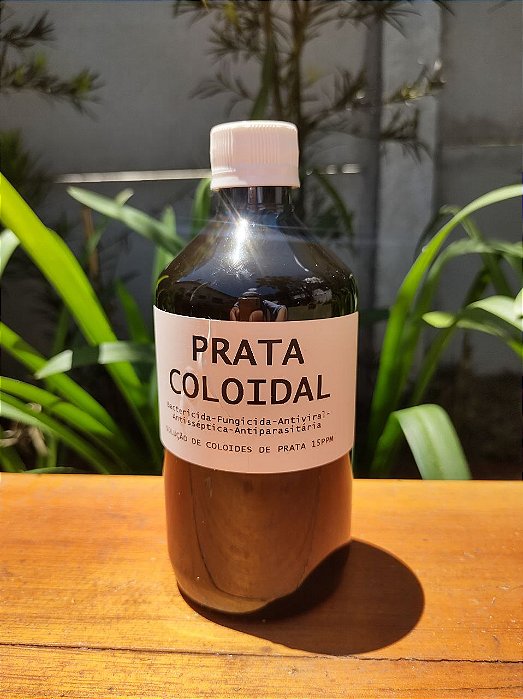 PRATA
COLOIDAL
Bactericida-Fungicida-Antiviral-
Antisséptica-Antiparasitária
SOLUÇÃO DE COLOIDES DE PRATA 15PPM